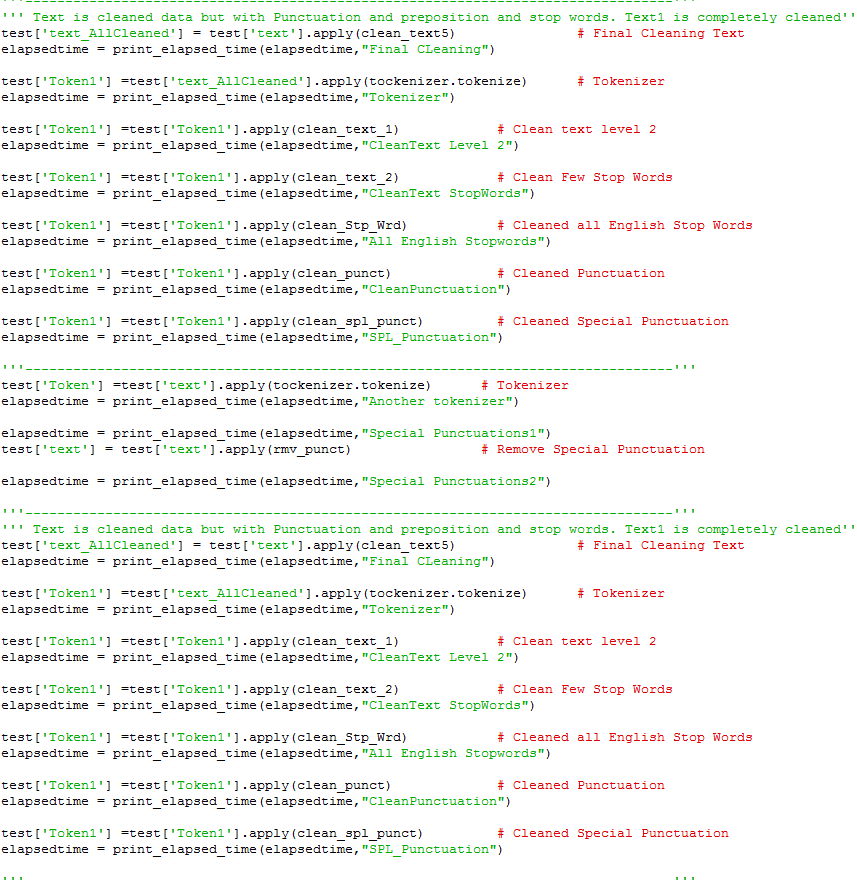 '''---------------------------------------------------------------------------------'''
''' Text is cleaned data but with Punctuation and preposition and stop words. Text1 is completely cleaned''
test['text_AllCleaned'] = test['text'].apply(clean_text5) # Final Cleaning Text
elapsedtime = print_elapsed_time(elapsedtime,"Final CLeaning")
test['Token1'] =test['text_AllCleaned'].apply(tockenizer.tokenize) # Tokenizer
elapsedtime = print_elapsed_time(elapsedtime,"Tokenizer")
test['Token1'] =test['Token1'].apply(clean_text_1) # Clean text level 2
elapsedtime = print_elapsed_time(elapsedtime,"CleanText Level 2")
test['Token1'] =test['Token1'].apply(clean_text_2) # Clean Few Stop Words
elapsedtime = print_elapsed_time(elapsedtime,"CleanText StopWords")
test['Token1'] =test['Token1'].apply(clean_Stp_Wrd) # Cleaned all English Stop Words
elapsedtime = print_elapsed_time(elapsedtime,"All English Stopwords")
test['Token1'] =test['Token1'].apply(clean_punct) # Cleaned Punctuation
elapsedtime = print_elapsed_time(elapsedtime,"CleanPunctuation")
test['Token1'] =test['Token1'].apply(clean_spl_punct) # Cleaned Special Punctuation
elapsedtime = print_elapsed_time(elapsedtime,"SPL_Punctuation")
'''---------------------------------------------------------------------------------'''
test['Token'] =test['text'].apply(tockenizer.tokenize) # Tokenizer
elapsedtime = print_elapsed_time(elapsedtime,"Another tokenizer")
elapsedtime = print_elapsed_time(elapsedtime,"Special Punctuations1")
test['text'] = test['text'].apply(rmv_punct) # Remove Special Punctuation
elapsedtime = print_elapsed_time(elapsedtime,"Special Punctuations2")
'''---------------------------------------------------------------------------------'''
''' Text is cleaned data but with Punctuation and preposition and stop words. Text1 is completely cleaned''
test['text_AllCleaned'] = test['text'].apply(clean_text5) # Final Cleaning Text
elapsedtime = print_elapsed_time(elapsedtime,"Final CLeaning")
test['Token1'] =test['text_AllCleaned'].apply(tockenizer.tokenize) # Tokenizer
elapsedtime = print_elapsed_time(elapsedtime,"Tokenizer")
test['Token1'] =test['Token1'].apply(clean_text_1) # Clean text level 2
elapsedtime = print_elapsed_time(elapsedtime,"CleanText Level 2")
test['Token1'] =test['Token1'].apply(clean_text_2) # Clean Few Stop Words
elapsedtime = print_elapsed_time(elapsedtime,"CleanText StopWords")
test['Token1'] =test['Token1'].apply(clean_Stp_Wrd) # Cleaned all English Stop Words
elapsedtime = print_elapsed_time(elapsedtime,"All English Stopwords")
test['Token1'] =test['Token1'].apply(clean_punct) # Cleaned Punctuation
elapsedtime = print_elapsed_time(elapsedtime,"CleanPunctuation")
test['Token1'] =test['Token1'].apply(clean_spl_punct) # Cleaned Special Punctuation
elapsedtime = print_elapsed_time(elapsedtime,"SPL_Punctuation")
'''---------------------------------------------------------------------------------'''